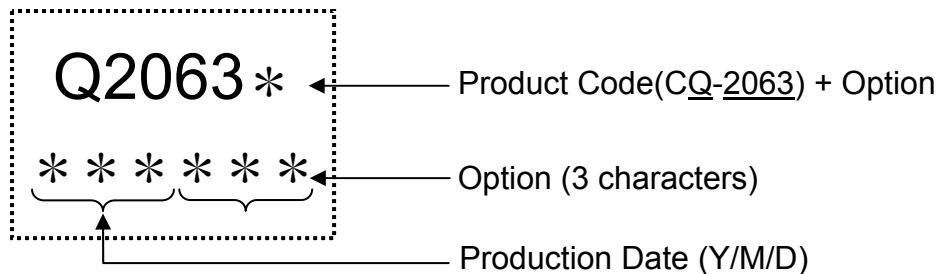 Q2063* Product Code(CQ-2063) + Option
* * * * * * Option (3 characters)
Production Date (Y/M/D)